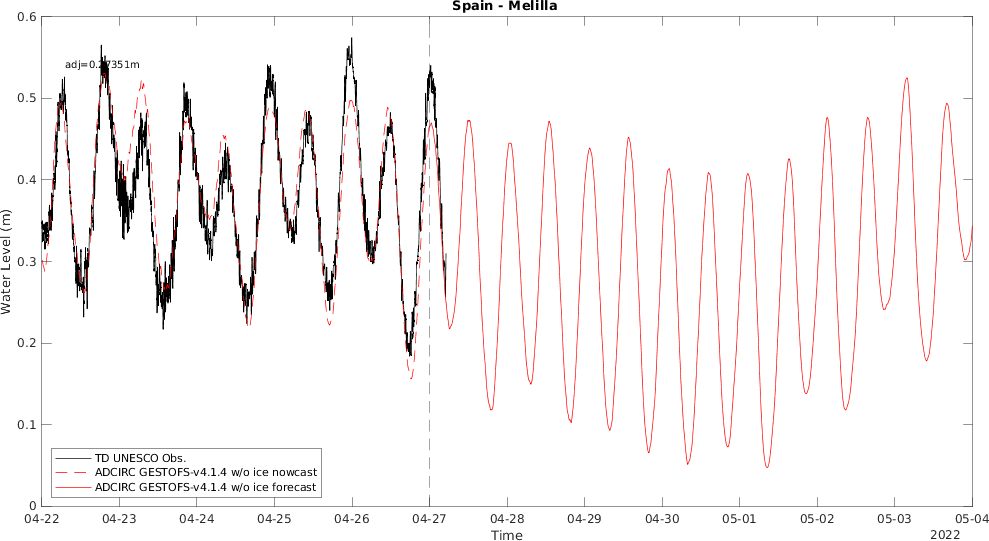 Spain - Melilla
0.6
0.5
0.4
0.3
0.2
0.1
0
Water Level (m)
adj=0.27351m
TD UNESCO Obs.
ADCIRC GESTOFS-v4.1.4 w/o ice nowcast
ADCIRC GESTOFS-v4.1.4 w/o ice forecast
04-22 04-23 04-24 04-25 04-26 04-27 04-28 04-29 04-30 05-01 05-02 05-03 05-04
Time
2022